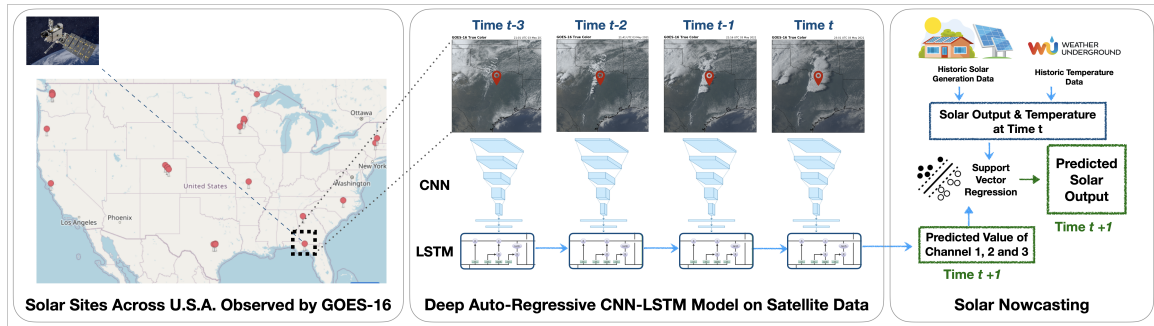 Ottawa
New York
Washington
United States
Los Angeles
Phoenix
Solar Sites Across U.S.A. Observed by GOES-16
Time t-3
Time t-2
Time t-1
Time t
GOES-16 True Color
GOES-16 True Color
GOES-16 True Color
GOES-16 True Color
CNN
LSTM
Deep Auto-Regressive CNN-LSTM Model on Satellite Data
WEATHER
UNDERGROUND
Historic Solar
Generation Data
Historic Temperature
Data
Solar Output & Temperature
at Time t
Support
Vector
Regression
Predicted
Solar
Output
Time t +1
Predicted Value of
Channel 1, 2 and 3
Time t +1
Solar Nowcasting